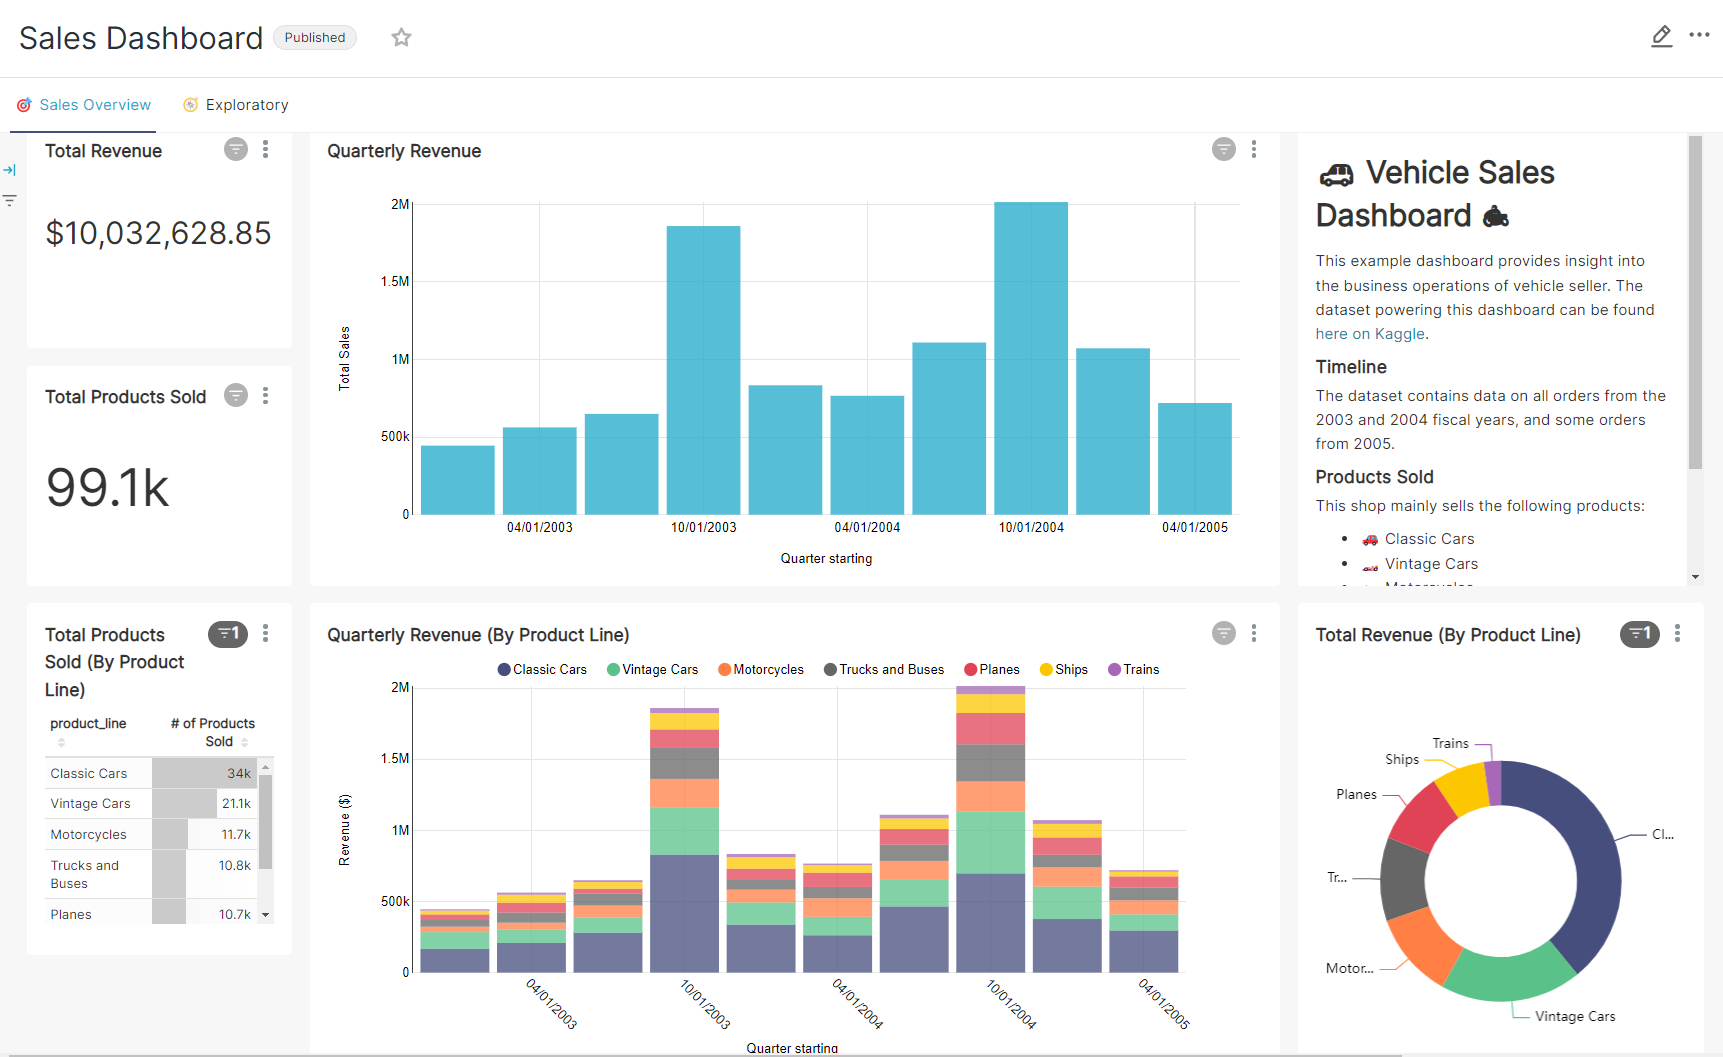 Sales Dashboard
Published
Sales Overview
Exploratory
Total Revenue
$10,032,628.85
Total Products Sold
99.1k
Quarterly Revenue
2M
1.5M
1M
500k
0
Total Sales
04/01/2003
10/01/2003
04/01/2004
10/01/2004
04/01/2005
Quarter starting
Vehicle Sales
Dashboard
This example dashboard provides insight into
the business operations of vehicle seller. The
dataset powering this dashboard can be found
here on Kaggle.
Timeline
The dataset contains data on all orders from the
2003 and 2004 fiscal years, and some orders
from 2005.
Products Sold
This shop mainly sells the following products:
• Classic Cars
• Vintage Cars
• Motorcycles
Total Products
Sold (By Product
Line)
1
product_line
# of Products
Sold
Classic Cars 34k
Vintage Cars 21.1k
Motorcycles 11.7k
Trucks and
Buses 10.8k
Planes 10.7k
Quarterly Revenue (By Product Line)
Classic Cars Vintage Cars Motorcycles Trucks and Buses Planes Ships Trains
2M
1.5M
1M
500k
0
Revenue ($)
04/01/2003
10/01/2003
04/01/2004
10/01/2004
04/01/2005
Quarter starting
Total Revenue (By Product Line)
1
Trains
Ships
Planes
Cl...
Tr...
Motor...
Vintage Cars